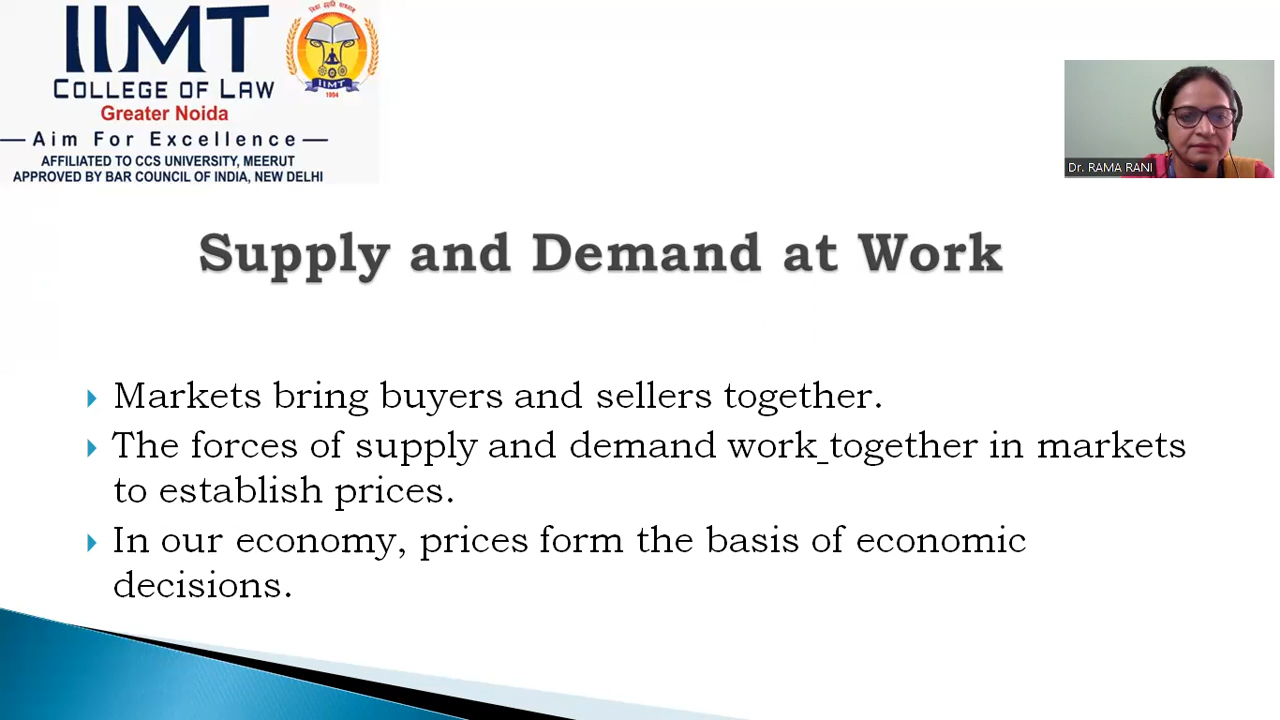 IIMT
COLLEGE OF LAW
Greater Noida
Aim For Excellence
AFFILIATED TO CCS UNIVERSITY, MEERUT
APPROVED BY BAR COUNCIL OF INDIA, NEW DELHI
IIMT
1994
Dr. RAMA RANI
Supply and Demand at Work
Markets bring buyers and sellers together.
The forces of supply and demand work together in markets
to establish prices.
In our economy, prices form the basis of economic
decisions.